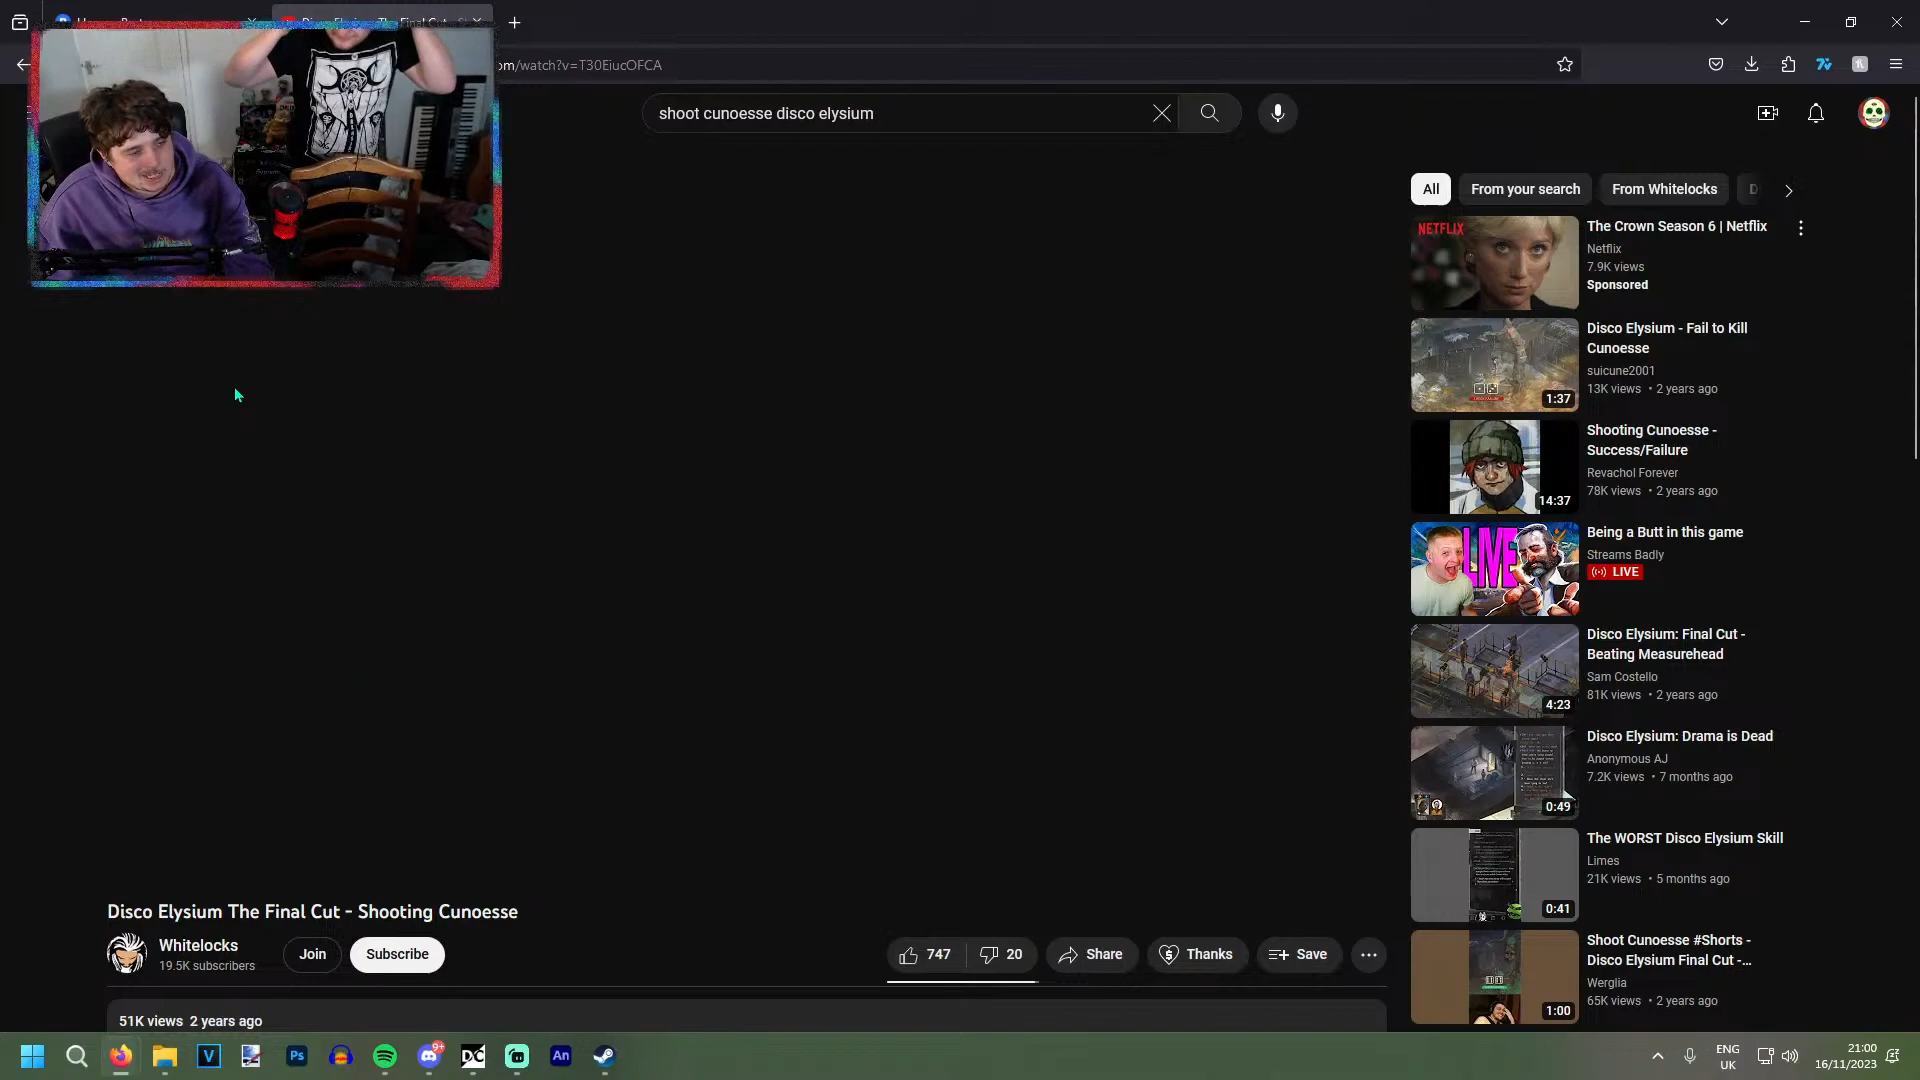 om/watch?v=T30EiucOFCA
shoot cunoesse disco elysium
All
From your search
From Whitelocks
D
NETFLIX
The Crown Season 6 | Netflix
Netflix
7.9K views
Sponsored
1:37
Disco Elysium - Fail to Kill
Cunoesse
suicune2001
13K views • 2 years ago
14:37
Shooting Cunoesse -
Success/Failure
Revachol Forever
78K views • 2 years ago
LIVE
Being a Butt in this game
Streams Badly
LIVE
4:23
Disco Elysium: Final Cut -
Beating Measurehead
Sam Costello
81K views • 2 years ago
0:49
Disco Elysium: Drama is Dead
Anonymous AJ
7.2K views • 7 months ago
0:41
The WORST Disco Elysium Skill
Limes
21K views • 5 months ago
1:00
Shoot Cunoesse #Shorts -
Disco Elysium Final Cut -...
Werglia
65K views • 2 years ago
Disco Elysium The Final Cut - Shooting Cunoesse
Whitelocks
19.5K subscribers
Join
Subscribe
747
20
Share
Thanks
Save
51K views 2 years ago
V
Ps
9+
DC
An
ENG
UK
21:00
16/11/2023